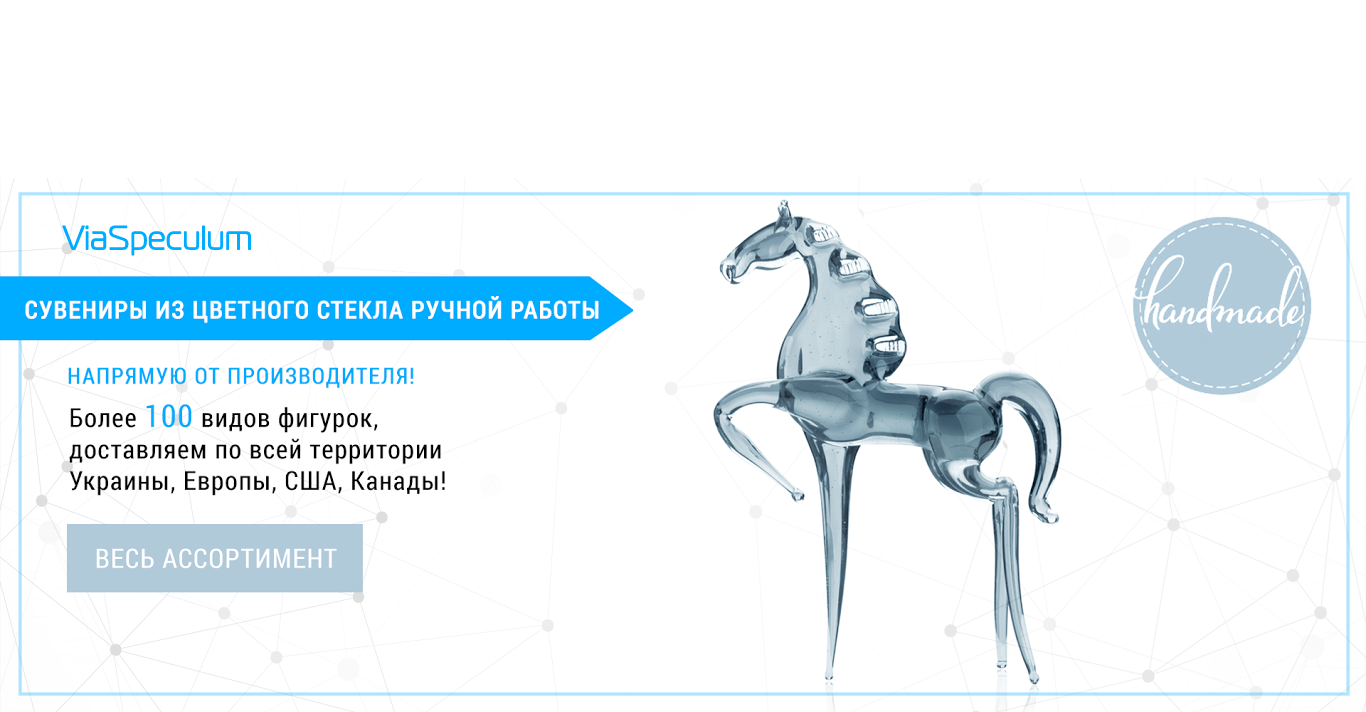 ViaSpeculum
СУВЕНИРЫ ИЗ ЦВЕТНОГО СТЕКЛА РУЧНОЙ РАБОТЫ
НАПРЯМУЮ ОТ ПРОИЗВОДИТЕЛЯ!
Более 100 видов фигурок,
доставляем по всей территории
Украины, Европы, США, Канады!
ВЕСЬ АССОРТИМЕНТ
handmade